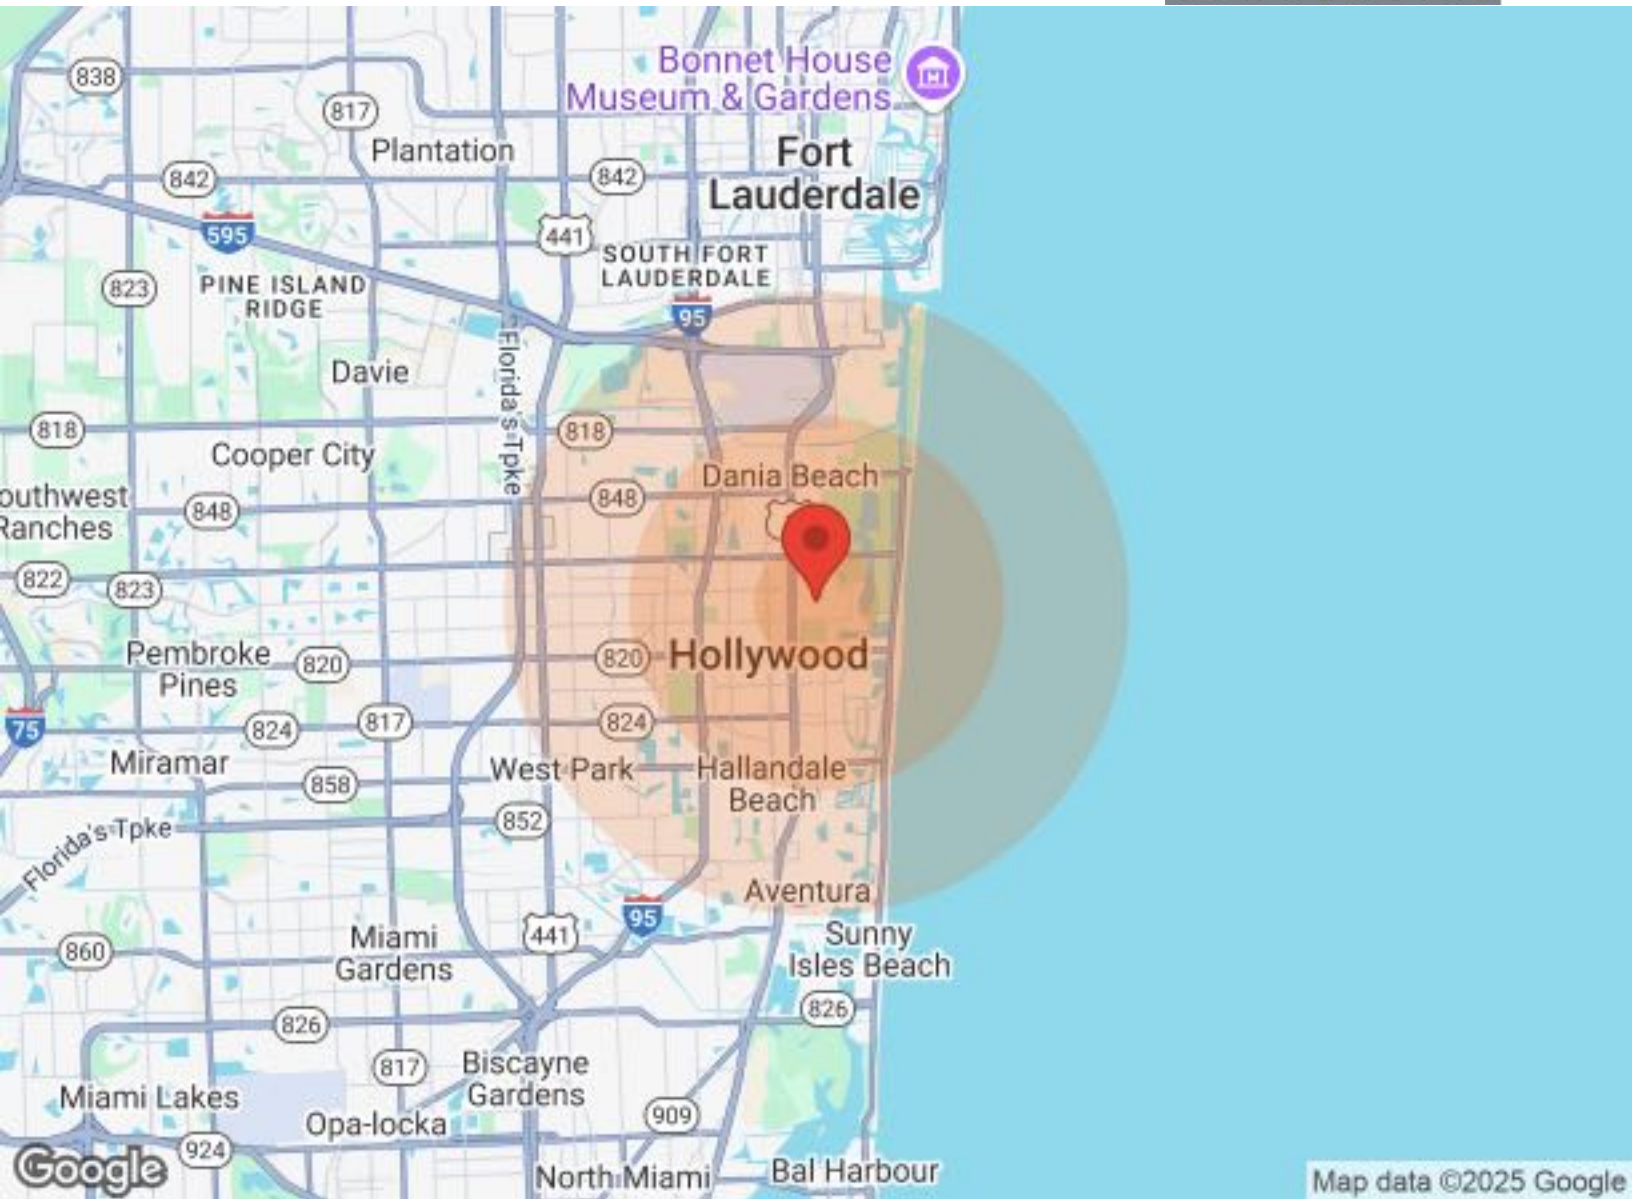 Bonnet House
Museum & Gardens
838
817
Plantation
Fort
Lauderdale
842
842
595
441
SOUTH FORT
LAUDERDALE
823
PINE ISLAND
RIDGE
95
Florida's Tpke
Davie
818
818
Cooper City
Dania Beach
outhwest
Ranches
848
848
822
823
Pembroke
Pines
820
820
Hollywood
75
824
817
824
Miramar
858
West Park
Hallandale
Beach
Florida's Tpke
852
Aventura
95
860
Miami
Gardens
441
Sunny
Isles Beach
826
826
817
Biscayne
Gardens
Miami Lakes
Opa-locka
909
924
Google
North Miami
Bal Harbour
Map data ©2025 Google